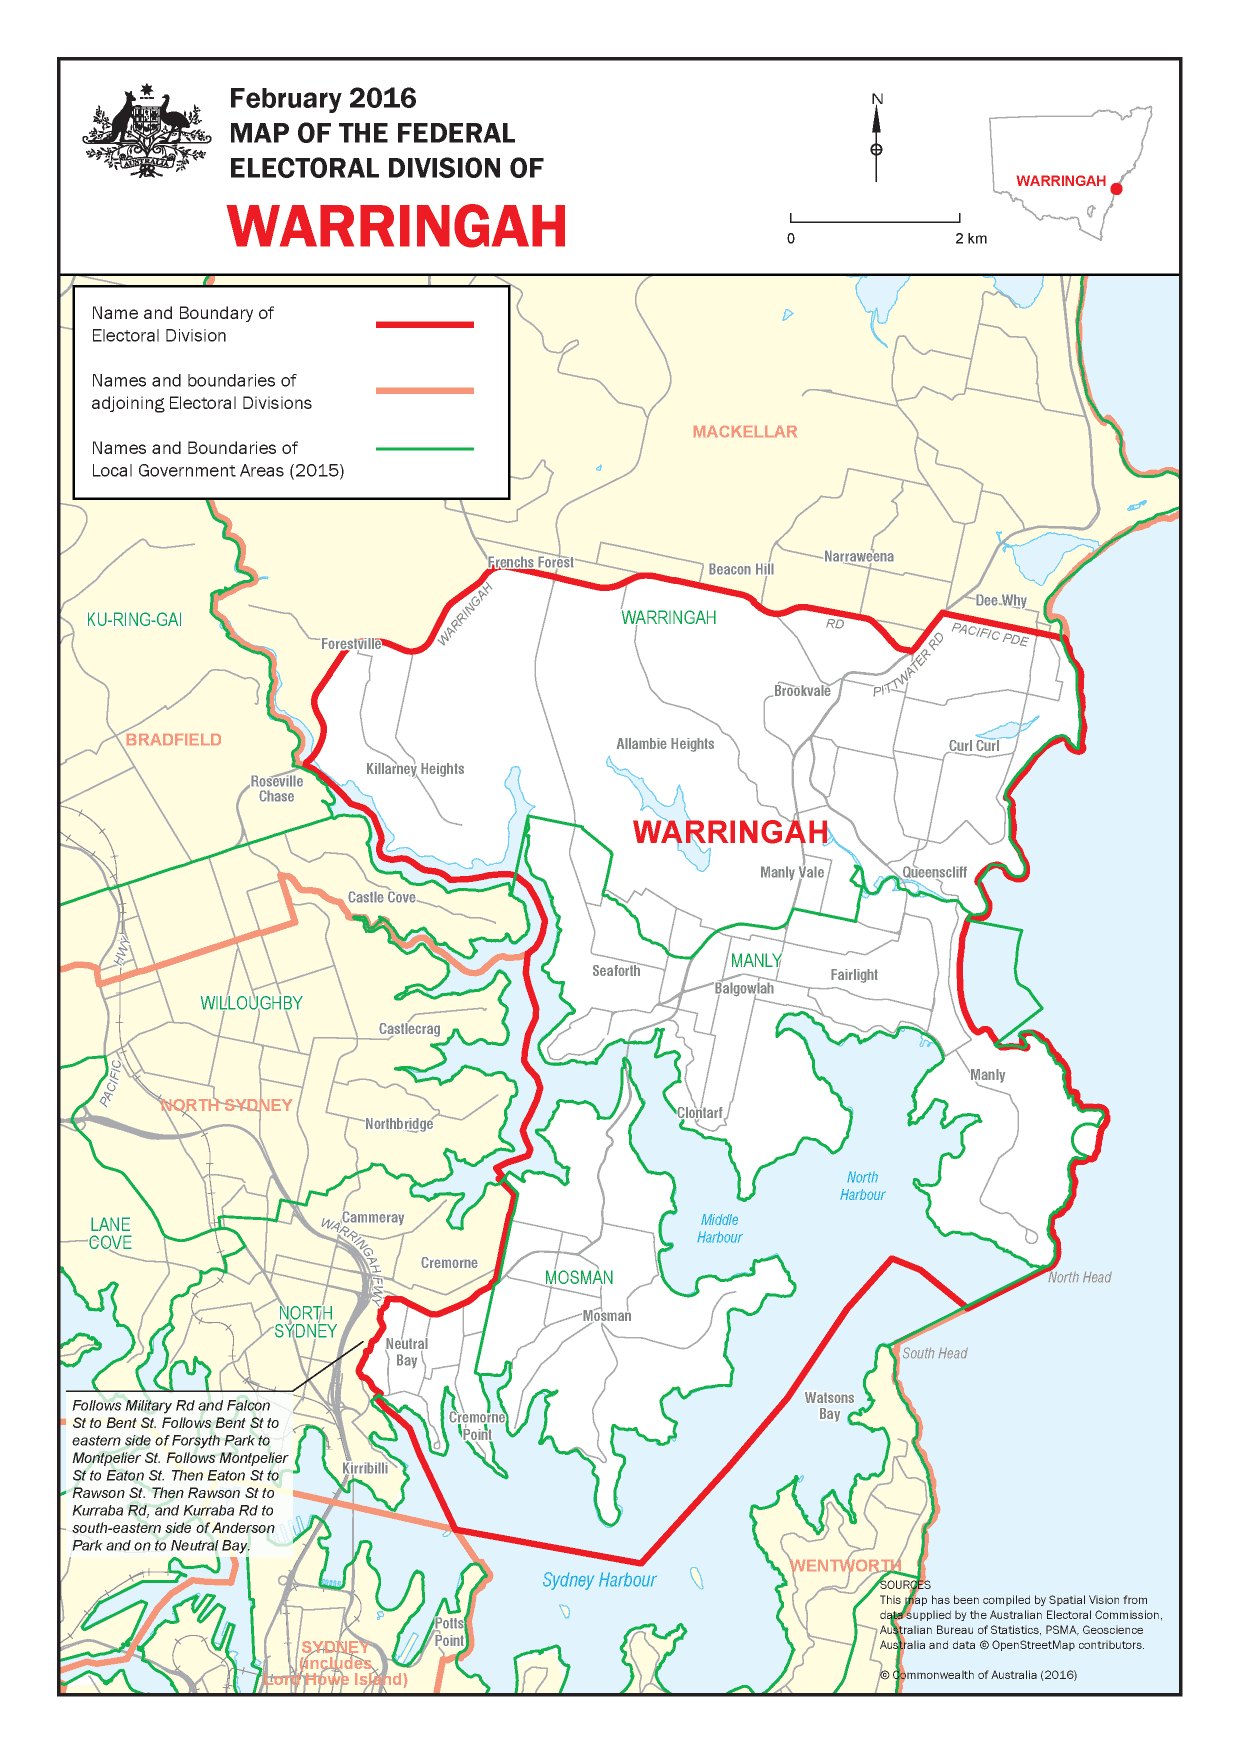 AUSTRALIA
February 2016
MAP OF THE FEDERAL
ELECTORAL DIVISION OF
WARRINGAH
N
0
2 km
WARRINGAH
Name and Boundary of
Electoral Division
Names and boundaries of
adjoining Electoral Divisions
Names and Boundaries of
Local Government Areas (2015)
MACKELLAR
Frenchs Forest
Beacon Hill
Narraweena
Dee Why
KU-RING-GAI
WARRINGAH
WARRINGAH
RD
PACIFIC PDE
Forestville
PITTWATER RD
Brookvale
BRADFIELD
Allambie Heights
Curl Curl
Killarney Heights
Roseville
Chase
WARRINGAH
Manly Vale
Queenscliff
Castle Cove
HWY
MANLY
Seaforth
Fairlight
Balgowlah
WILLOUGHBY
Castlecrag
PACIFIC
Manly
NORTH SYDNEY
Clontarf
Northbridge
North
Harbour
Middle
Harbour
LANE
COVE
Cammeray
WARRINGAH FWY
Cremorne
MOSMAN
North Head
NORTH
SYDNEY
Mosman
Neutral
Bay
South Head
Watsons
Bay
Cremorne
Point
Follows Military Rd and Falcon
St to Bent St. Follows Bent St to
eastern side of Forsyth Park to
Montpelier St. Follows Montpelier
St to Eaton St. Then Eaton St to
Rawson St. Then Rawson St to
Kurraba Rd, and Kurraba Rd to
south-eastern side of Anderson
Park and on to Neutral Bay.
Kirribilli
Sydney Harbour
WENTWORTH
Potts
Point
SYDNEY
(includes
Lord Howe Island)
SOURCES
This map has been compiled by Spatial Vision from
data supplied by the Australian Electoral Commission,
Australian Bureau of Statistics, PSMA, Geoscience
Australia and data © OpenStreetMap contributors.
© Commonwealth of Australia (2016)